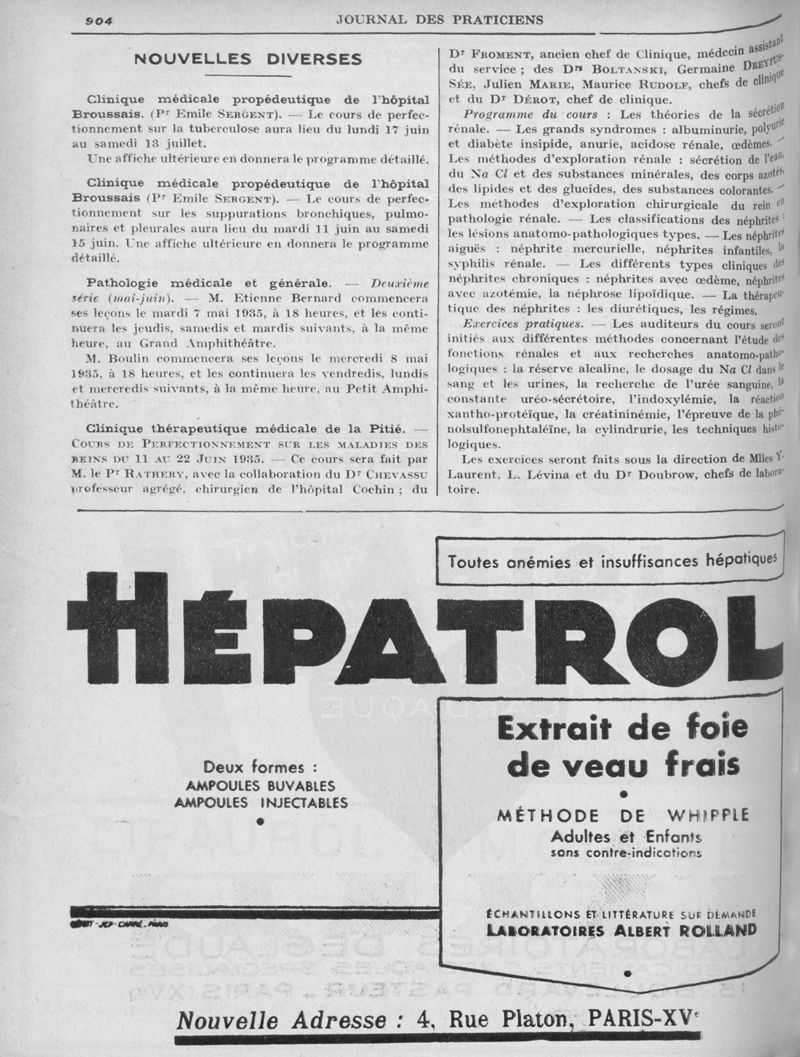 904
JOURNAL DES PRATICIENS
NOUVELLES DIVERSES
Clinique médicale propédeutique de l'hôpital
Broussais. (Pr Emile SERGENT). — Le cours de perfec-
tionnement sur la tuberculose aura lieu du lundi 17 juin
au samedi 13 juillet.
Une affiche ultérieure en donnera le programme détaillé.
Clinique médicale propédeutique de l'hôpital
Broussais (Pr Emile SERGENT). — Le cours de perfec-
tionnement sur les suppurations bronchiques, pulmo-
naires et pleurales aura lieu du mardi 11 juin au samedi
15 juin. Une affiche ultérieure en donnera le programme
détaillé.
Pathologie médicale et générale. — Deuxième
série (mai-juin). — M. Etienne Bernard commencera
ses leçons le mardi 7 mai 1935, à 18 heures, et les conti-
nuera les jeudis, samedis et mardis suivants, à la même
heure, au Grand Amphithéâtre.
M. Boulin commencera ses leçons le mercredi 8 mai
1935, à 18 heures, et les continuera les vendredis, lundis
et mercredis suivants, à la même heure, au Petit Amphi-
théâtre.
Clinique thérapeutique médicale de la Pitié. —
COURS DE PERFECTIONNEMENT SUR LES MALADIES DES
REINS DU 11 AU 22 JUIN 1935. — Ce cours sera fait par
M. le Pr RATHERY, avec la collaboration du Dr CHEVASSU
professeur agrégé, chirurgien de l'hôpital Cochin ; du
Dr FROMENT, ancien chef de Clinique, médecin assistant
du service ; des Drs BOLTANSKI, Germaine DREYFUS-
SÉE, Julien MARIE, Maurice RUDOLF, chefs de clinique
et du Dr DÉROT, chef de clinique.
Programme du cours : Les théories de la sécrétion
rénale. — Les grands syndromes : albuminurie, polyurie
et diabète insipide, anurie, acidose rénale, œdèmes. —
Les méthodes d'exploration rénale : sécrétion de l'eau,
du Na Cl et des substances minérales, des corps azotés,
des lipides et des glucides, des substances colorantes. —
Les méthodes d'exploration chirurgicale du rein en
pathologie rénale. — Les classifications des néphrites :
les lésions anatomo-pathologiques types. — Les néphrites
aiguës : néphrite mercurielle, néphrites infantiles, la
syphilis rénale. — Les différents types cliniques des
néphrites chroniques : néphrites avec œdème, néphrites
avec azotémie, la néphrose lipoïdique. — La thérapeu-
tique des néphrites : les diurétiques, les régimes.
Exercices pratiques. — Les auditeurs du cours seront
initiés aux différentes méthodes concernant l'étude des
fonctions rénales et aux recherches anatomo-patho-
logiques : la réserve alcaline, le dosage du Na Cl dans le
sang et les urines, la recherche de l'urée sanguine, la
constante uréo-sécrétoire, l'indoxylémie, la réaction
xantho-protéïque, la créatininémie, l'épreuve de la phé-
nolsulfonephtaléïne, la cylindrurie, les techniques histo-
logiques.
Les exercices seront faits sous la direction de Mlles Y.
Laurent, L. Lévina et du Dr Doubrow, chefs de labora-
toire.
Toutes anémies et insuffisances hépatiques
HÉPATROL
Deux formes :
AMPOULES BUVABLES
AMPOULES INJECTABLES
Extrait de foie
de veau frais
MÉTHODE DE WHIPPLE
Adultes et Enfants
sans contre-indications
ÉCHANTILLONS ET LITTÉRATURE SUR DEMANDE
LABORATOIRES ALBERT ROLLAND
Nouvelle Adresse : 4, Rue Platon, PARIS-XVe